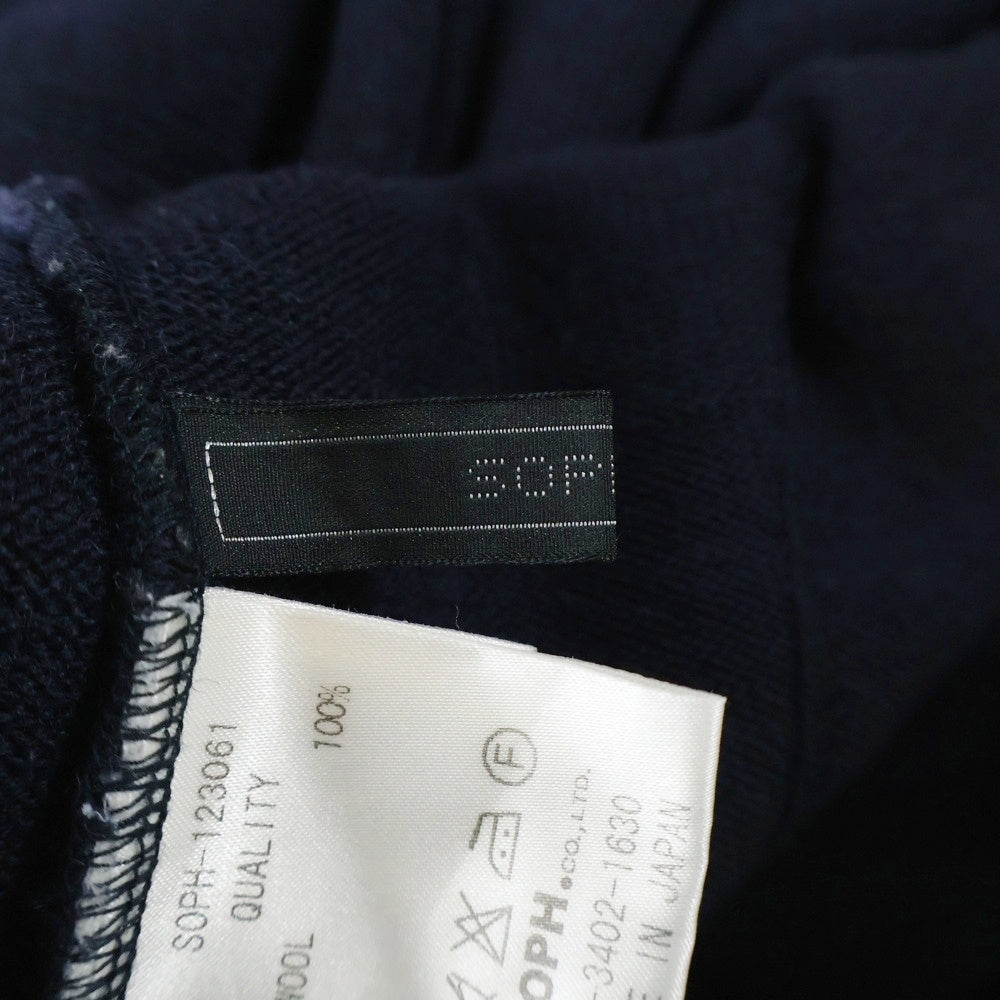 SOPH
SOPH-123061
QUALITY
WOOL 100%
F
SOPH.CO.,LTD.
-3402-1630
E IN JAPAN